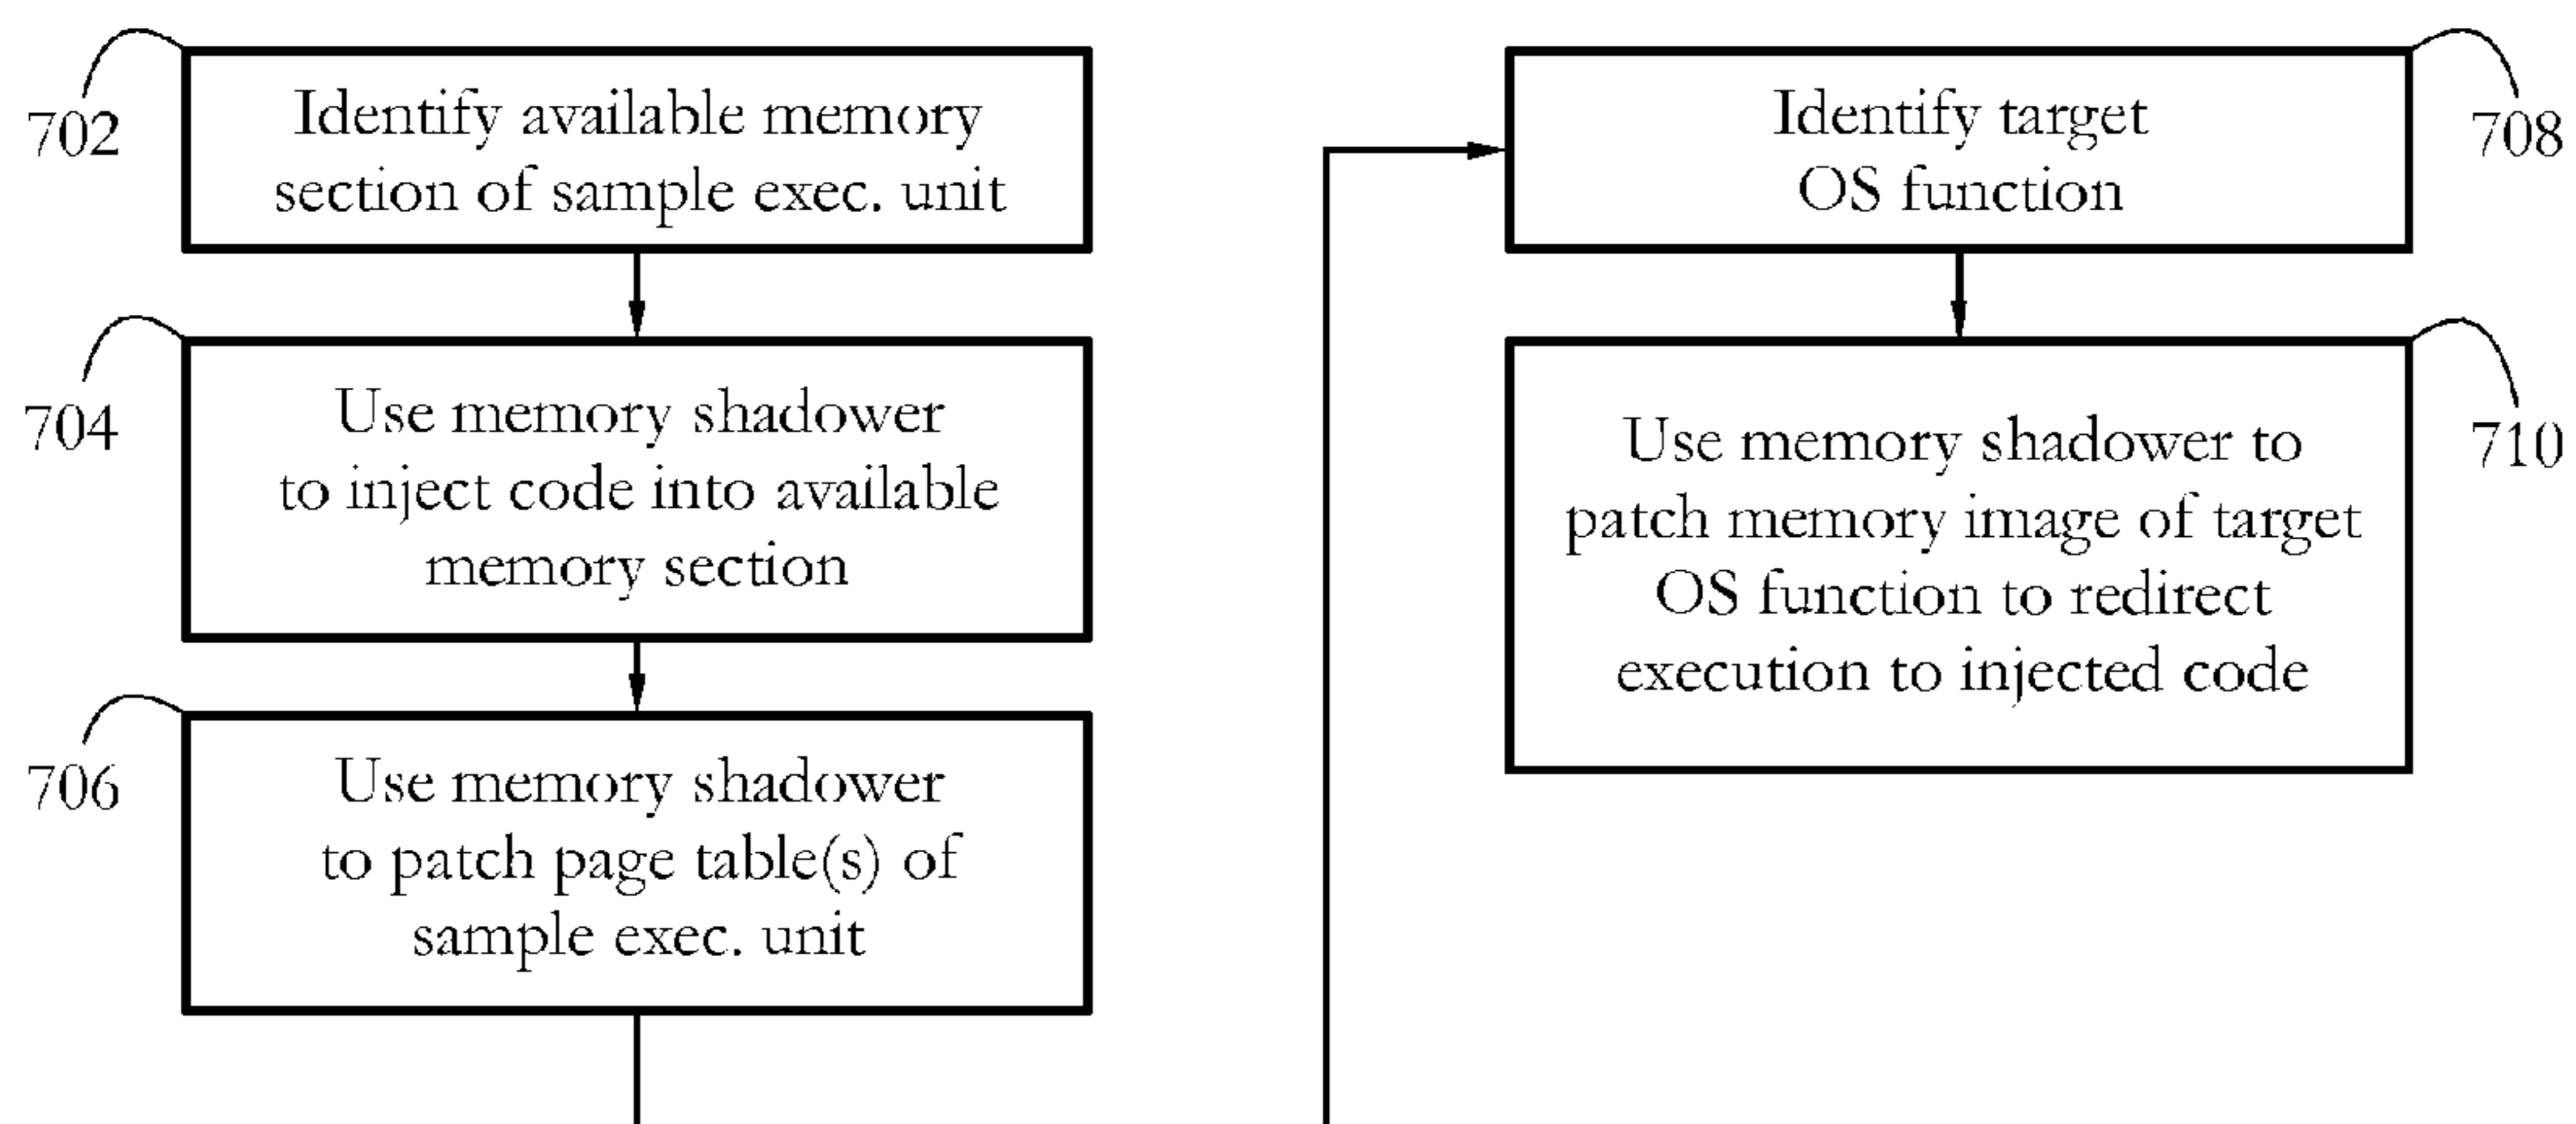 702
Identify available memory
section of sample exec. unit
704
Use memory shadower
to inject code into available
memory section
706
Use memory shadower
to patch page table(s) of
sample exec. unit
708
Identify target
OS function
710
Use memory shadower to
patch memory image of target
OS function to redirect
execution to injected code